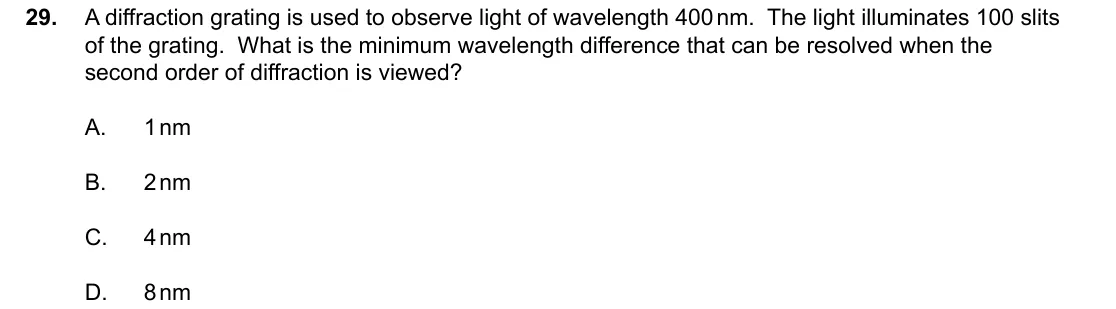 29. A diffraction grating is used to observe light of wavelength 400 nm. The light illuminates 100 slits
of the grating. What is the minimum wavelength difference that can be resolved when the
second order of diffraction is viewed?
A. 1 nm
B. 2 nm
C. 4 nm
D. 8 nm